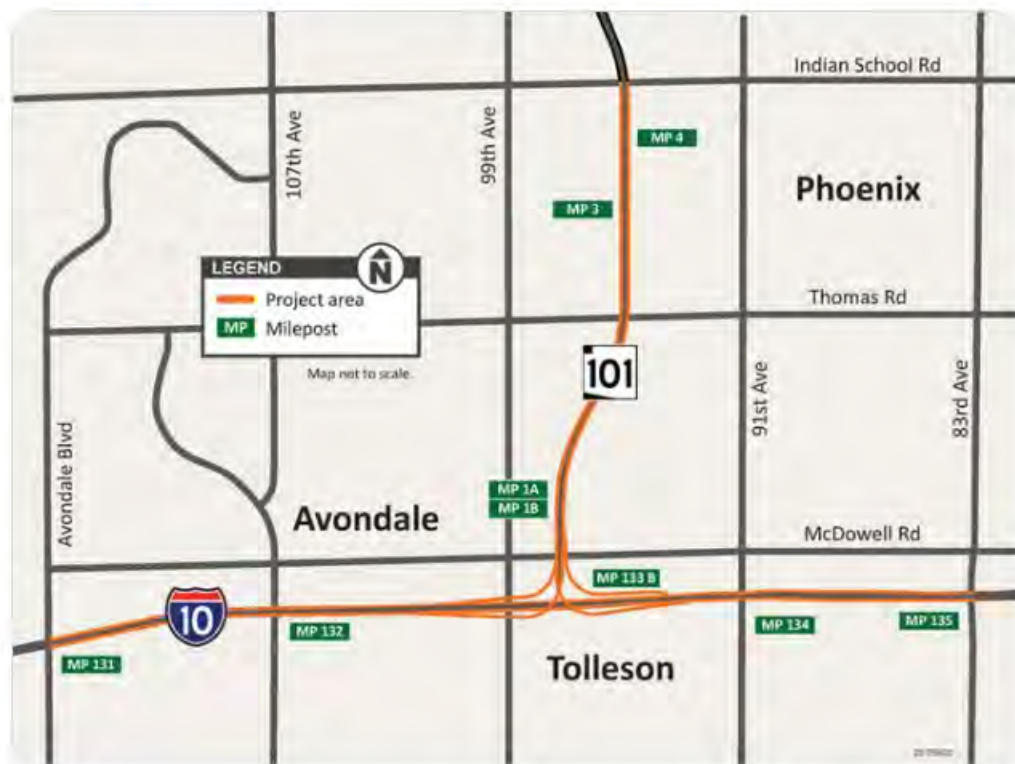 Indian School Rd
107th Ave
99th Ave
MP 4
Phoenix
MP 3
LEGEND
N
Project area
MP Milepost
Map not to scale.
Thomas Rd
101
Avondale Blvd
91st Ave
83rd Ave
MP 1A
MP 1B
Avondale
McDowell Rd
MP 133 B
10
MP 132
MP 134
MP 135
MP 131
Tolleson